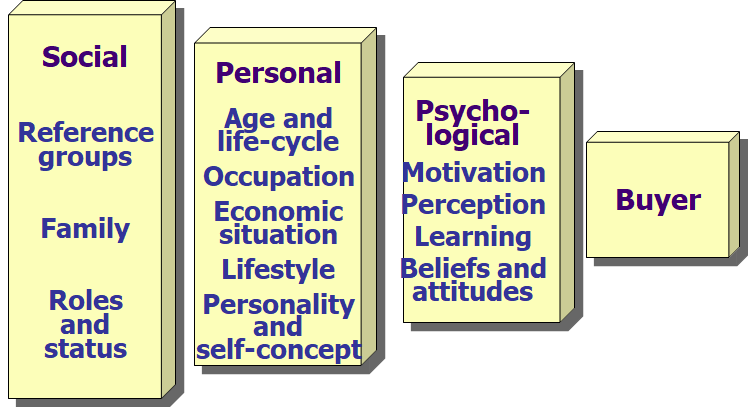 Social
Reference
groups
Family
Roles
and
status
Personal
Age and
life-cycle
Occupation
Economic
situation
Lifestyle
Personality
and
self-concept
Psycho-
logical
Motivation
Perception
Learning
Beliefs and
attitudes
Buyer